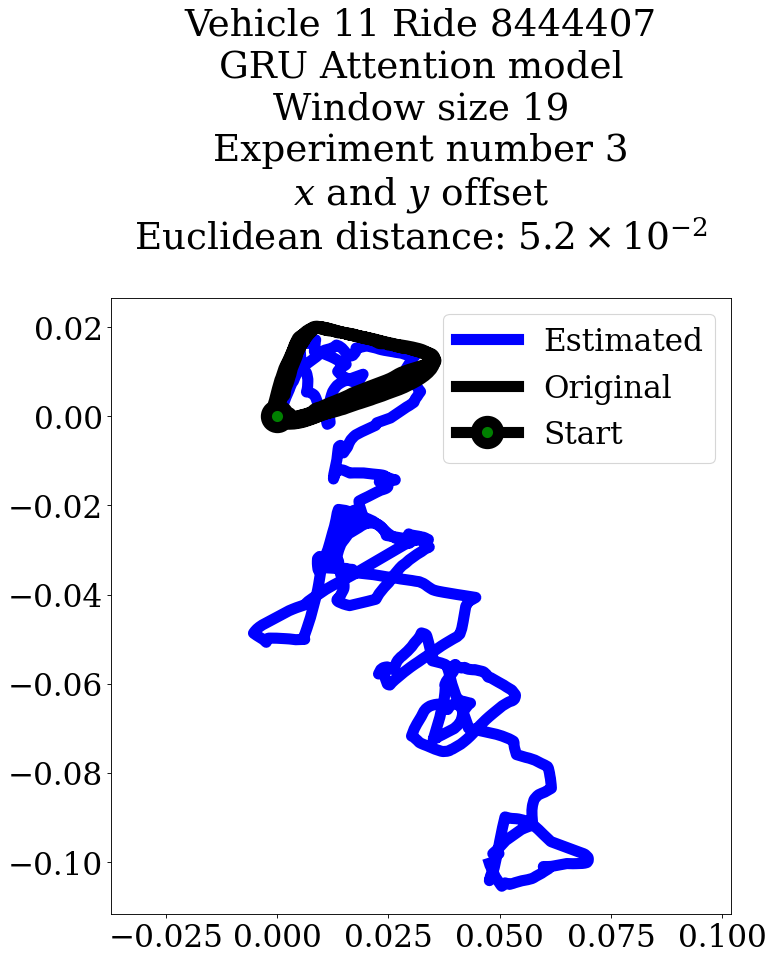 Vehicle 11 Ride 8444407
GRU Attention model
Window size 19
Experiment number 3
x and y offset
Euclidean distance: 5.2 × 10⁻²
Estimated
Original
Start
0.02
0.00
−0.02
−0.04
−0.06
−0.08
−0.10
−0.025 0.000 0.025 0.050 0.075 0.100